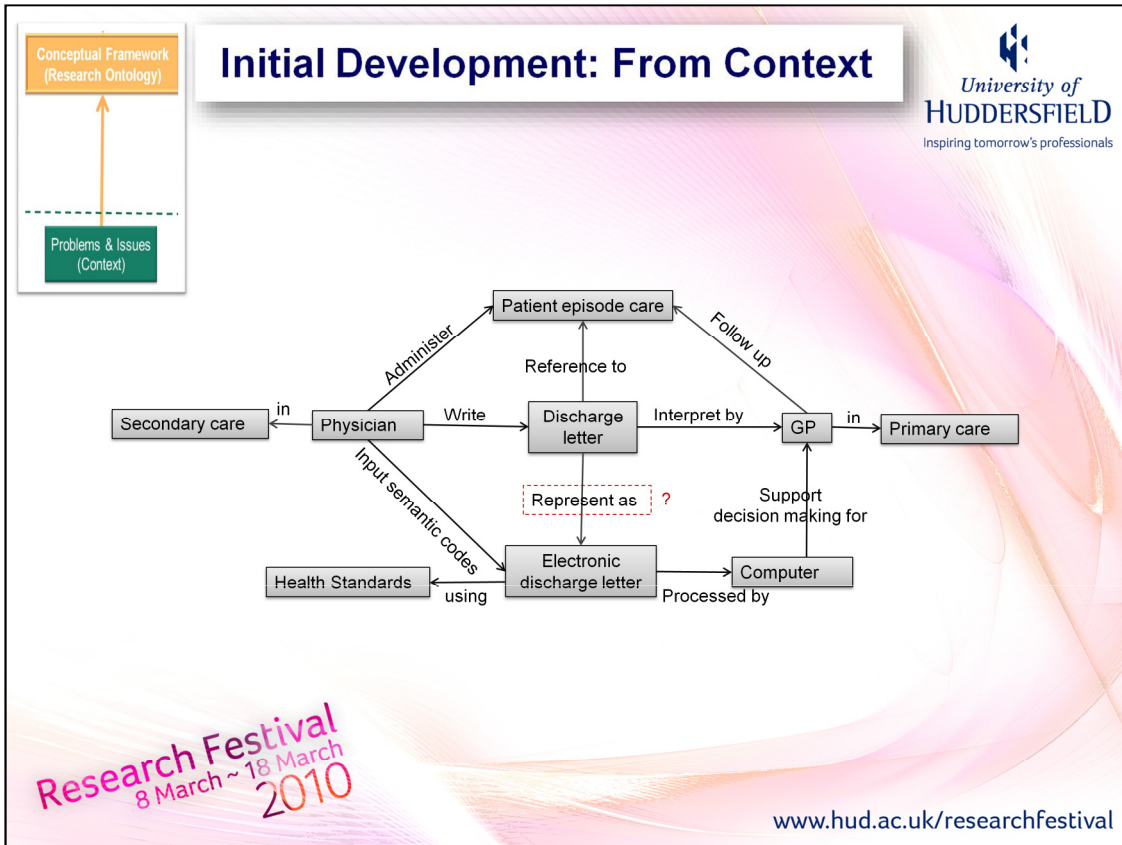 Conceptual Framework
(Research Ontology)
Problems & Issues
(Context)
Initial Development: From Context
University of
HUDDERSFIELD
Inspiring tomorrow's professionals
Patient episode care
Administer
Follow up
Reference to
Secondary care
in
Physician
Write
Discharge
letter
Interpret by
GP
in
Primary care
Input semantic codes
Represent as
?
Support
decision making for
Health Standards
using
Electronic
discharge letter
Processed by
Computer
Research Festival
8 March ~ 18 March
2010
www.hud.ac.uk/researchfestival